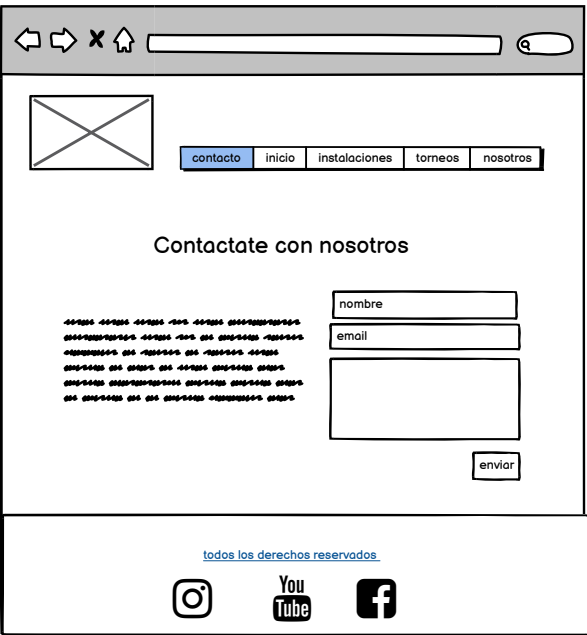 contacto inicio instalaciones torneos nosotros
Contactate con nosotros
nombre
email
enviar
todos los derechos reservados
You
Tube